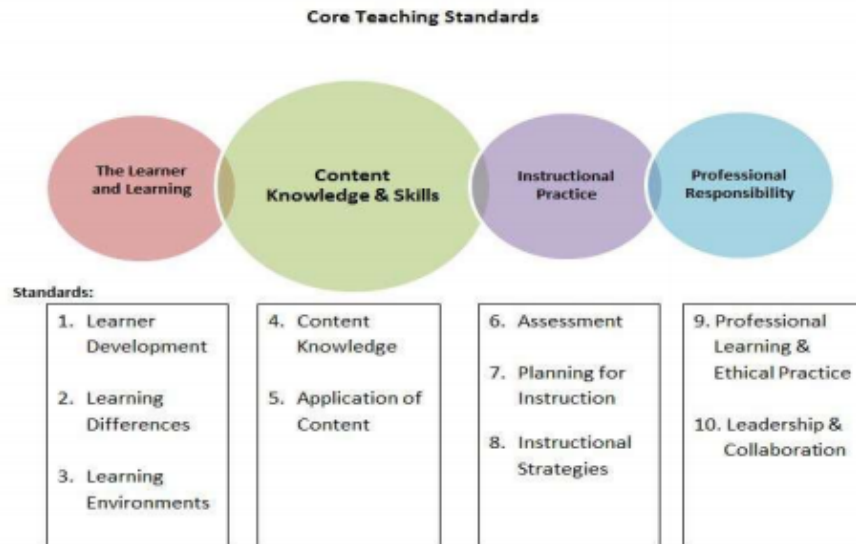 Core Teaching Standards
The Learner
and Learning
Content
Knowledge & Skills
Instructional
Practice
Professional
Responsibility
Standards:
1. Learner
Development
2. Learning
Differences
3. Learning
Environments
4. Content
Knowledge
5. Application of
Content
6. Assessment
7. Planning for
Instruction
8. Instructional
Strategies
9. Professional
Learning &
Ethical Practice
10. Leadership &
Collaboration